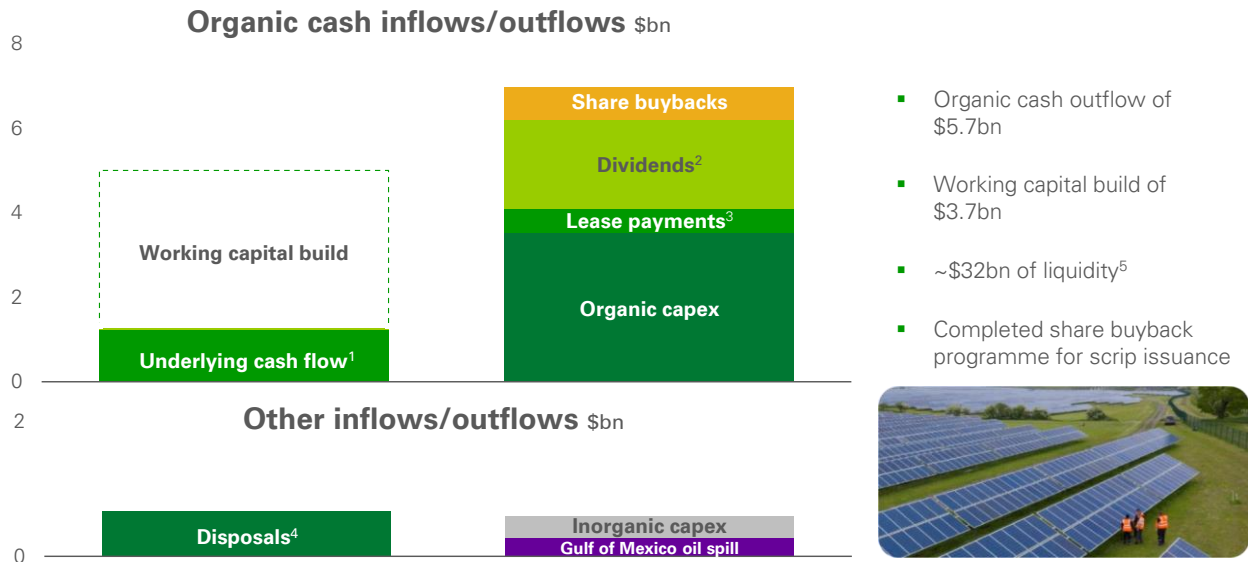 Organic cash inflows/outflows $bn
8
6
4
2
0
Working capital build
Underlying cash flow¹
Share buybacks
Dividends²
Lease payments³
Organic capex
Other inflows/outflows $bn
2
0
Disposals⁴
Inorganic capex
Gulf of Mexico oil spill
▪ Organic cash outflow of
$5.7bn
▪ Working capital build of
$3.7bn
▪ ~$32bn of liquidity⁵
▪ Completed share buyback
programme for scrip issuance